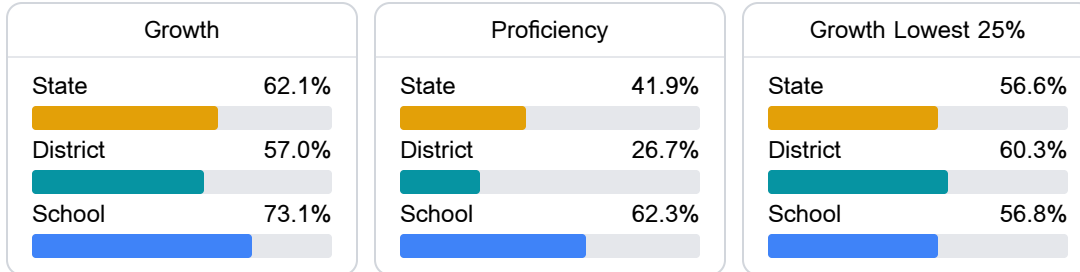 Growth
State 62.1%
District 57.0%
School 73.1%
Proficiency
State 41.9%
District 26.7%
School 62.3%
Growth Lowest 25%
State 56.6%
District 60.3%
School 56.8%